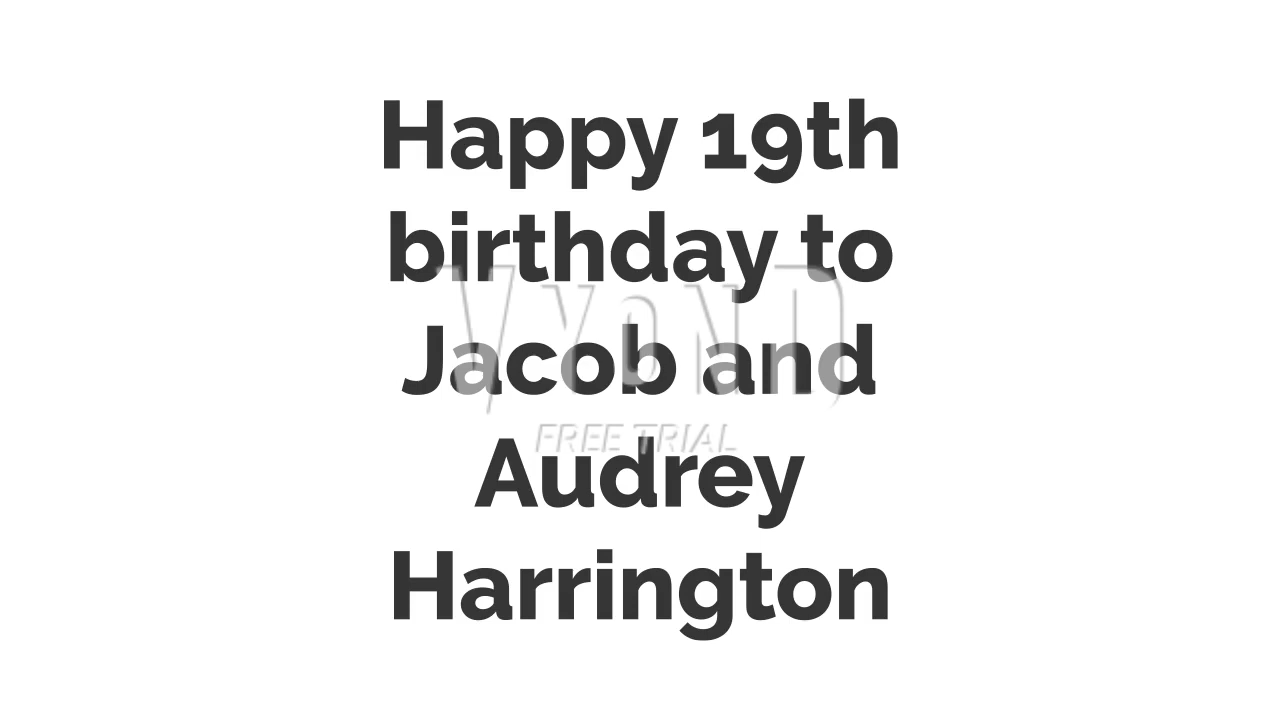 Happy 19th
birthday to
Vyond
Jacob and
FREE TRIAL
Audrey
Harrington